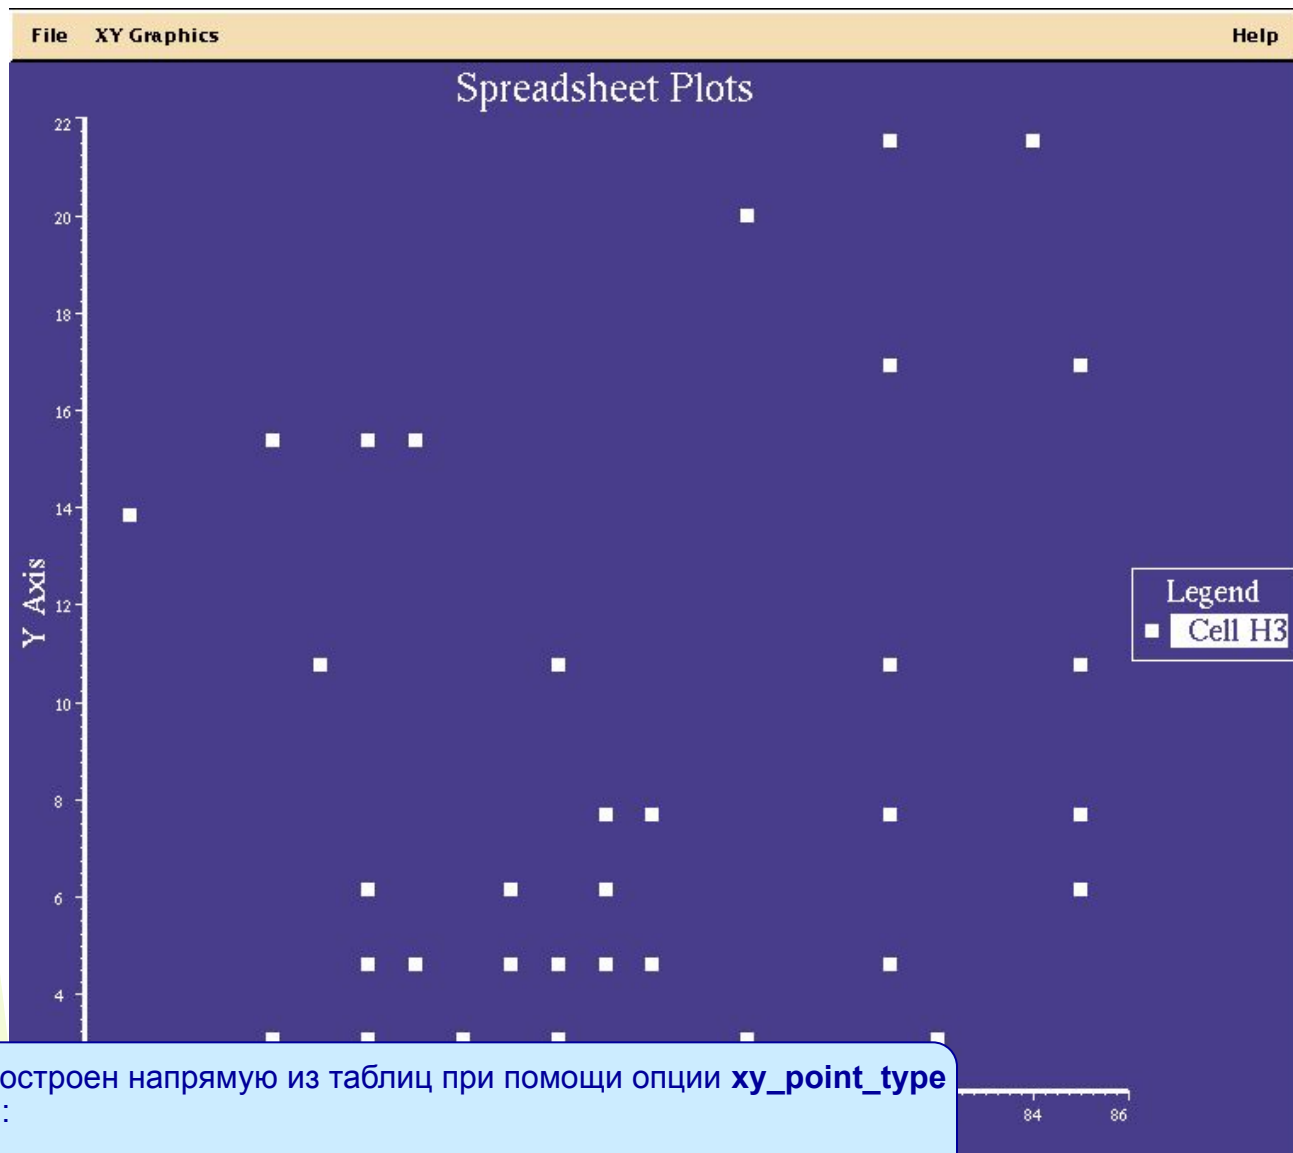 File XY Graphics Help
Spreadsheet Plots
22
20
18
16
14
12
10
8
6
4
Y Axis
Legend
Cell H3
84 86
остроен напрямую из таблиц при помощи опции xy_point_type
: